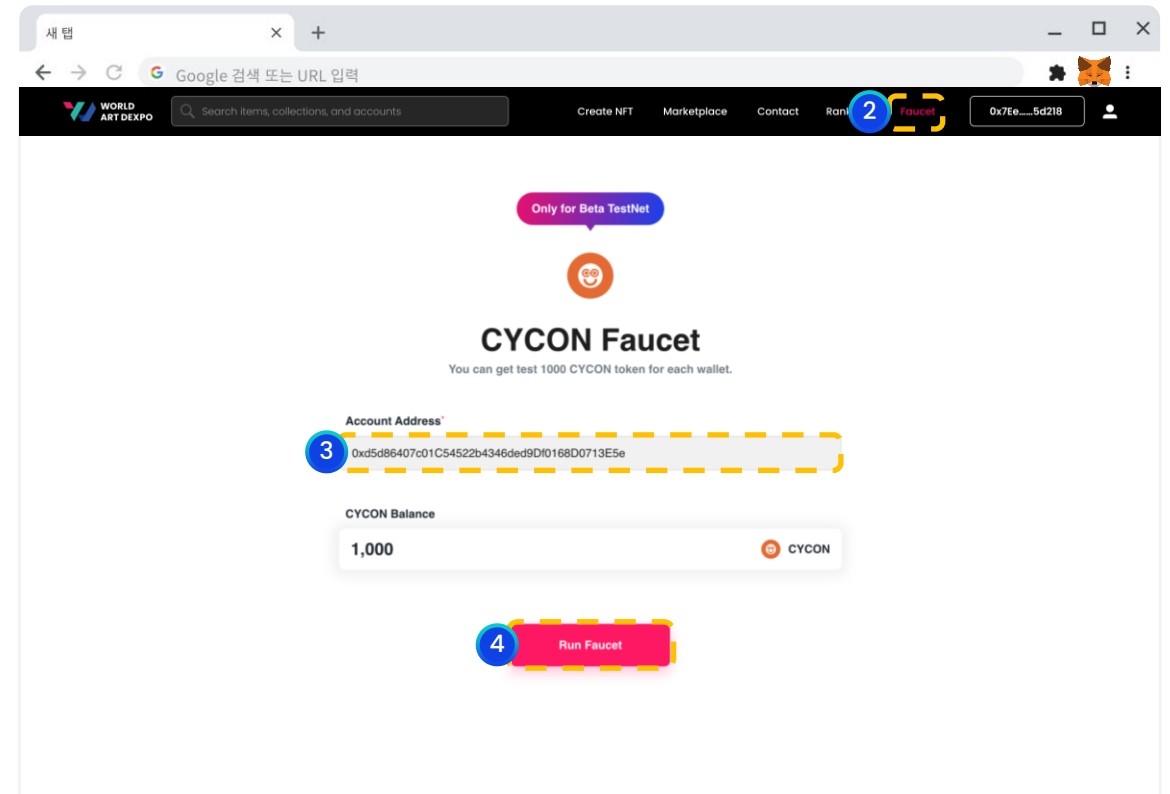 새 탭
Google 검색 또는 URL 입력
WORLD
ART DEXPO
Search items, collections, and accounts
Create NFT Marketplace Contact 2 Faucet 0x7Ee......5d218
Only for Beta TestNet
CYCON Faucet
You can get test 1000 CYCON token for each wallet.
Account Address*
3 0xd5d86407c01C54522b4346ded9Df0168D0713E5e
CYCON Balance
1,000 CYCON
4 Run Faucet